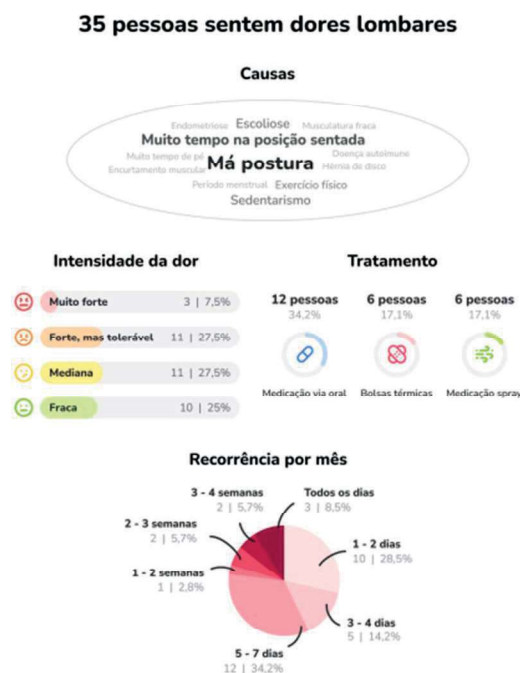 35 pessoas sentem dores lombares
Causas
Endometriose Escoliose Musculatura fraca
Muito tempo na posição sentada
Muito tempo de pé Má postura Doença autoimune
Encurtamento muscular Hérnia de disco
Período menstrual Exercício físico
Sedentarismo
Intensidade da dor
Muito forte 3 | 7,5%
Forte, mas tolerável 11 | 27,5%
Mediana 11 | 27,5%
Fraca 10 | 25%
Tratamento
12 pessoas
34,2%
Medicação via oral
6 pessoas
17,1%
Bolsas térmicas
6 pessoas
17,1%
Medicação spray
Recorrência por mês
3 - 4 semanas
2 | 5,7%
Todos os dias
3 | 8,5%
2 - 3 semanas
2 | 5,7%
1 - 2 dias
10 | 28,5%
1 - 2 semanas
1 | 2,8%
3 - 4 dias
5 | 14,2%
5 - 7 dias
12 | 34,2%